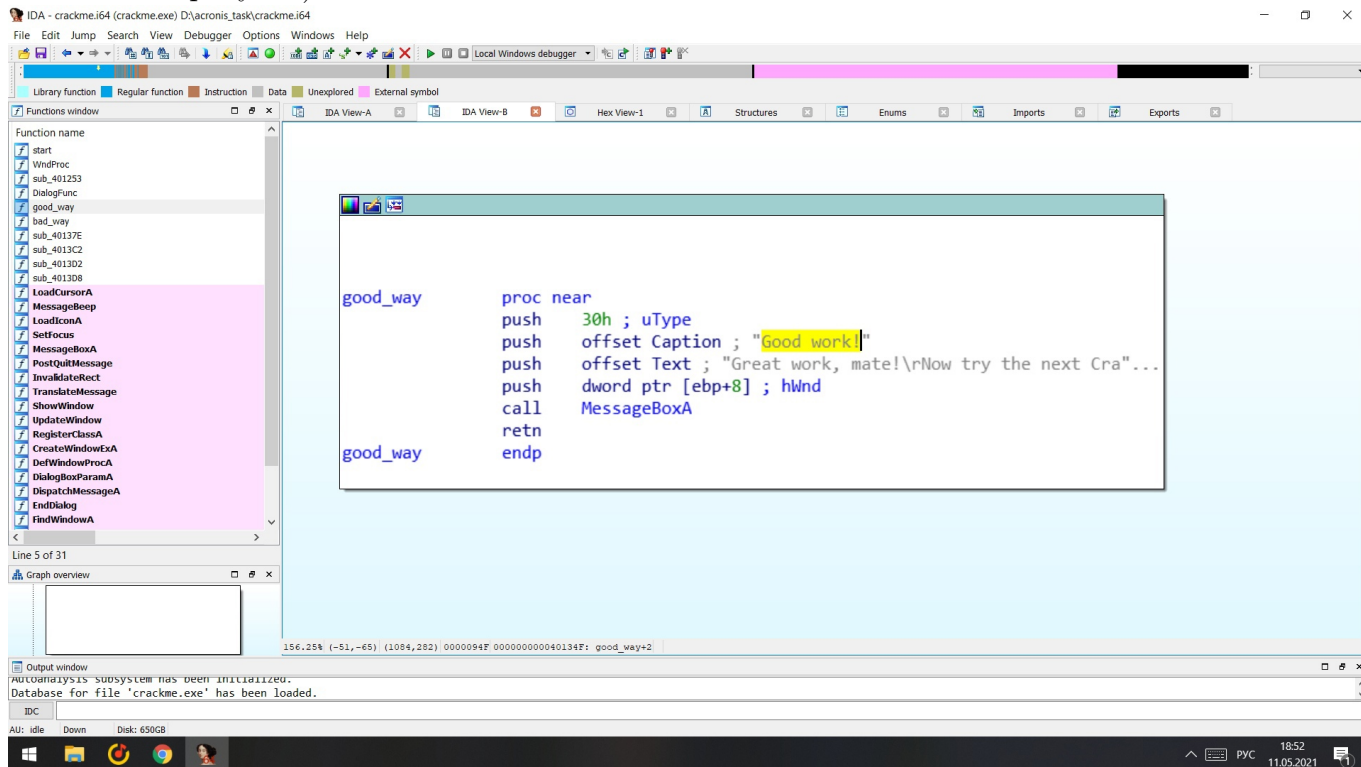 IDA - crackme.i64 (crackme.exe) D:\acronis_task\crackme.i64
File Edit Jump Search View Debugger Options Windows Help
Local Windows debugger
Library function Regular function Instruction Data Unexplored External symbol
Functions window
IDA View-A IDA View-B Hex View-1 Structures Enums Imports Exports
Function name
start
WndProc
sub_401253
DialogFunc
good_way
bad_way
sub_40137E
sub_4013C2
sub_4013D2
sub_4013D8
LoadCursorA
MessageBeep
LoadIconA
SetFocus
MessageBoxA
PostQuitMessage
InvalidateRect
TranslateMessage
ShowWindow
UpdateWindow
RegisterClassA
CreateWindowExA
DefWindowProcA
DialogBoxParamA
DispatchMessageA
EndDialog
FindWindowA
Line 5 of 31
Graph overview
good_way proc near
push 30h ; uType
push offset Caption ; "Good work!"
push offset Text ; "Great work, mate!\rNow try the next Cra"...
push dword ptr [ebp+8] ; hWnd
call MessageBoxA
retn
good_way endp
156.25% (-51,-65) (1084,282) 0000094F 000000000040134F: good_way+2
Output window
Autoanalysis subsystem has been initialized.
Database for file 'crackme.exe' has been loaded.
IDC
AU: idle Down Disk: 650GB
РУС
18:52
11.05.2021
1